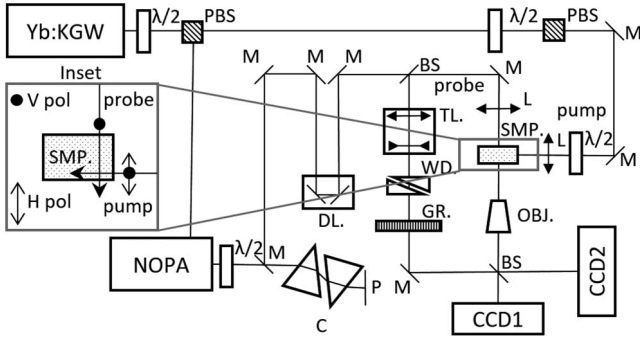 Yb:KGW
λ/2
PBS
λ/2
PBS
M
Inset
V pol
probe
SMP.
H pol
pump
M
M
M
BS
M
probe
L
TL.
SMP.
L
pump
λ/2
M
WD.
DL.
GR.
OBJ.
NOPA
λ/2
M
C
P
M
BS
CCD1
CCD2